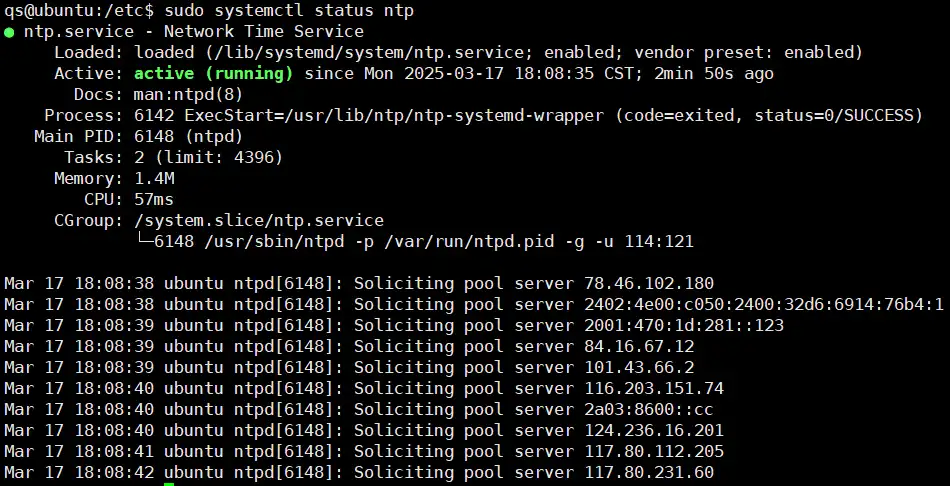 qs@ubuntu:/etc$ sudo systemctl status ntp
● ntp.service - Network Time Service
Loaded: loaded (/lib/systemd/system/ntp.service; enabled; vendor preset: enabled)
Active: active (running) since Mon 2025-03-17 18:08:35 CST; 2min 50s ago
Docs: man:ntpd(8)
Process: 6142 ExecStart=/usr/lib/ntp/ntp-systemd-wrapper (code=exited, status=0/SUCCESS)
Main PID: 6148 (ntpd)
Tasks: 2 (limit: 4396)
Memory: 1.4M
CPU: 57ms
CGroup: /system.slice/ntp.service
└─6148 /usr/sbin/ntpd -p /var/run/ntpd.pid -g -u 114:121
Mar 17 18:08:38 ubuntu ntpd[6148]: Soliciting pool server 78.46.102.180
Mar 17 18:08:38 ubuntu ntpd[6148]: Soliciting pool server 2402:4e00:c050:2400:32d6:6914:76b4:1
Mar 17 18:08:39 ubuntu ntpd[6148]: Soliciting pool server 2001:470:1d:281::123
Mar 17 18:08:39 ubuntu ntpd[6148]: Soliciting pool server 84.16.67.12
Mar 17 18:08:39 ubuntu ntpd[6148]: Soliciting pool server 101.43.66.2
Mar 17 18:08:40 ubuntu ntpd[6148]: Soliciting pool server 116.203.151.74
Mar 17 18:08:40 ubuntu ntpd[6148]: Soliciting pool server 2a03:8600::cc
Mar 17 18:08:40 ubuntu ntpd[6148]: Soliciting pool server 124.236.16.201
Mar 17 18:08:41 ubuntu ntpd[6148]: Soliciting pool server 117.80.112.205
Mar 17 18:08:42 ubuntu ntpd[6148]: Soliciting pool server 117.80.231.60